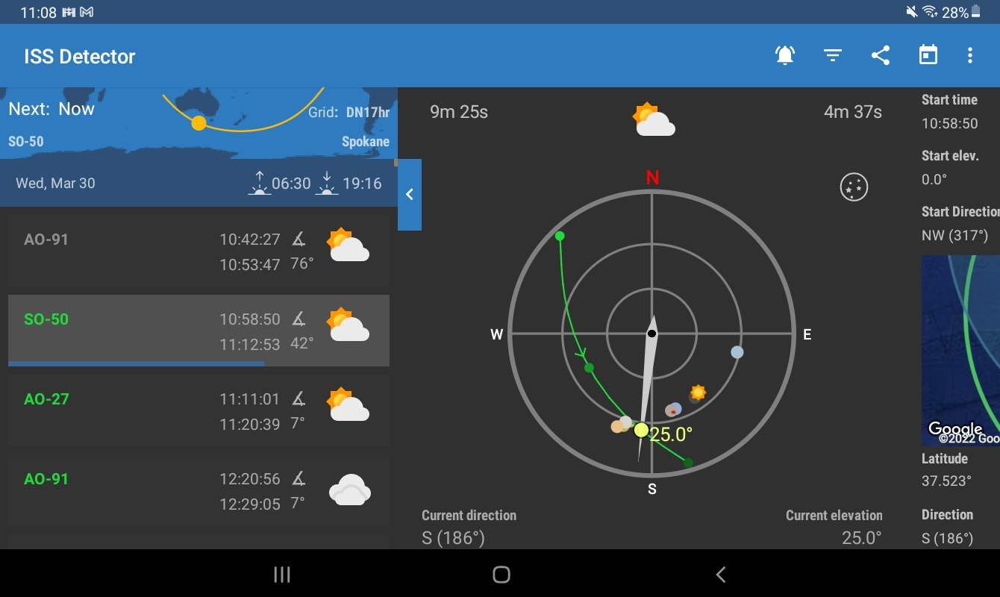 11:08
28%
ISS Detector
Next: Now
Grid: DN17hr
SO-50
Spokane
Wed, Mar 30
06:30
19:16
AO-91
10:42:27
10:53:47 76°
SO-50
10:58:50
11:12:53 42°
AO-27
11:11:01
11:20:39 7°
AO-91
12:20:56
12:29:05 7°
9m 25s
4m 37s
N
W
E
S
25.0°
Current direction
S (186°)
Current elevation
25.0°
Start time
10:58:50
Start elev.
0.0°
Start Direction
NW (317°)
Google
©2022 Goo
Latitude
37.523°
Direction
S (186°)